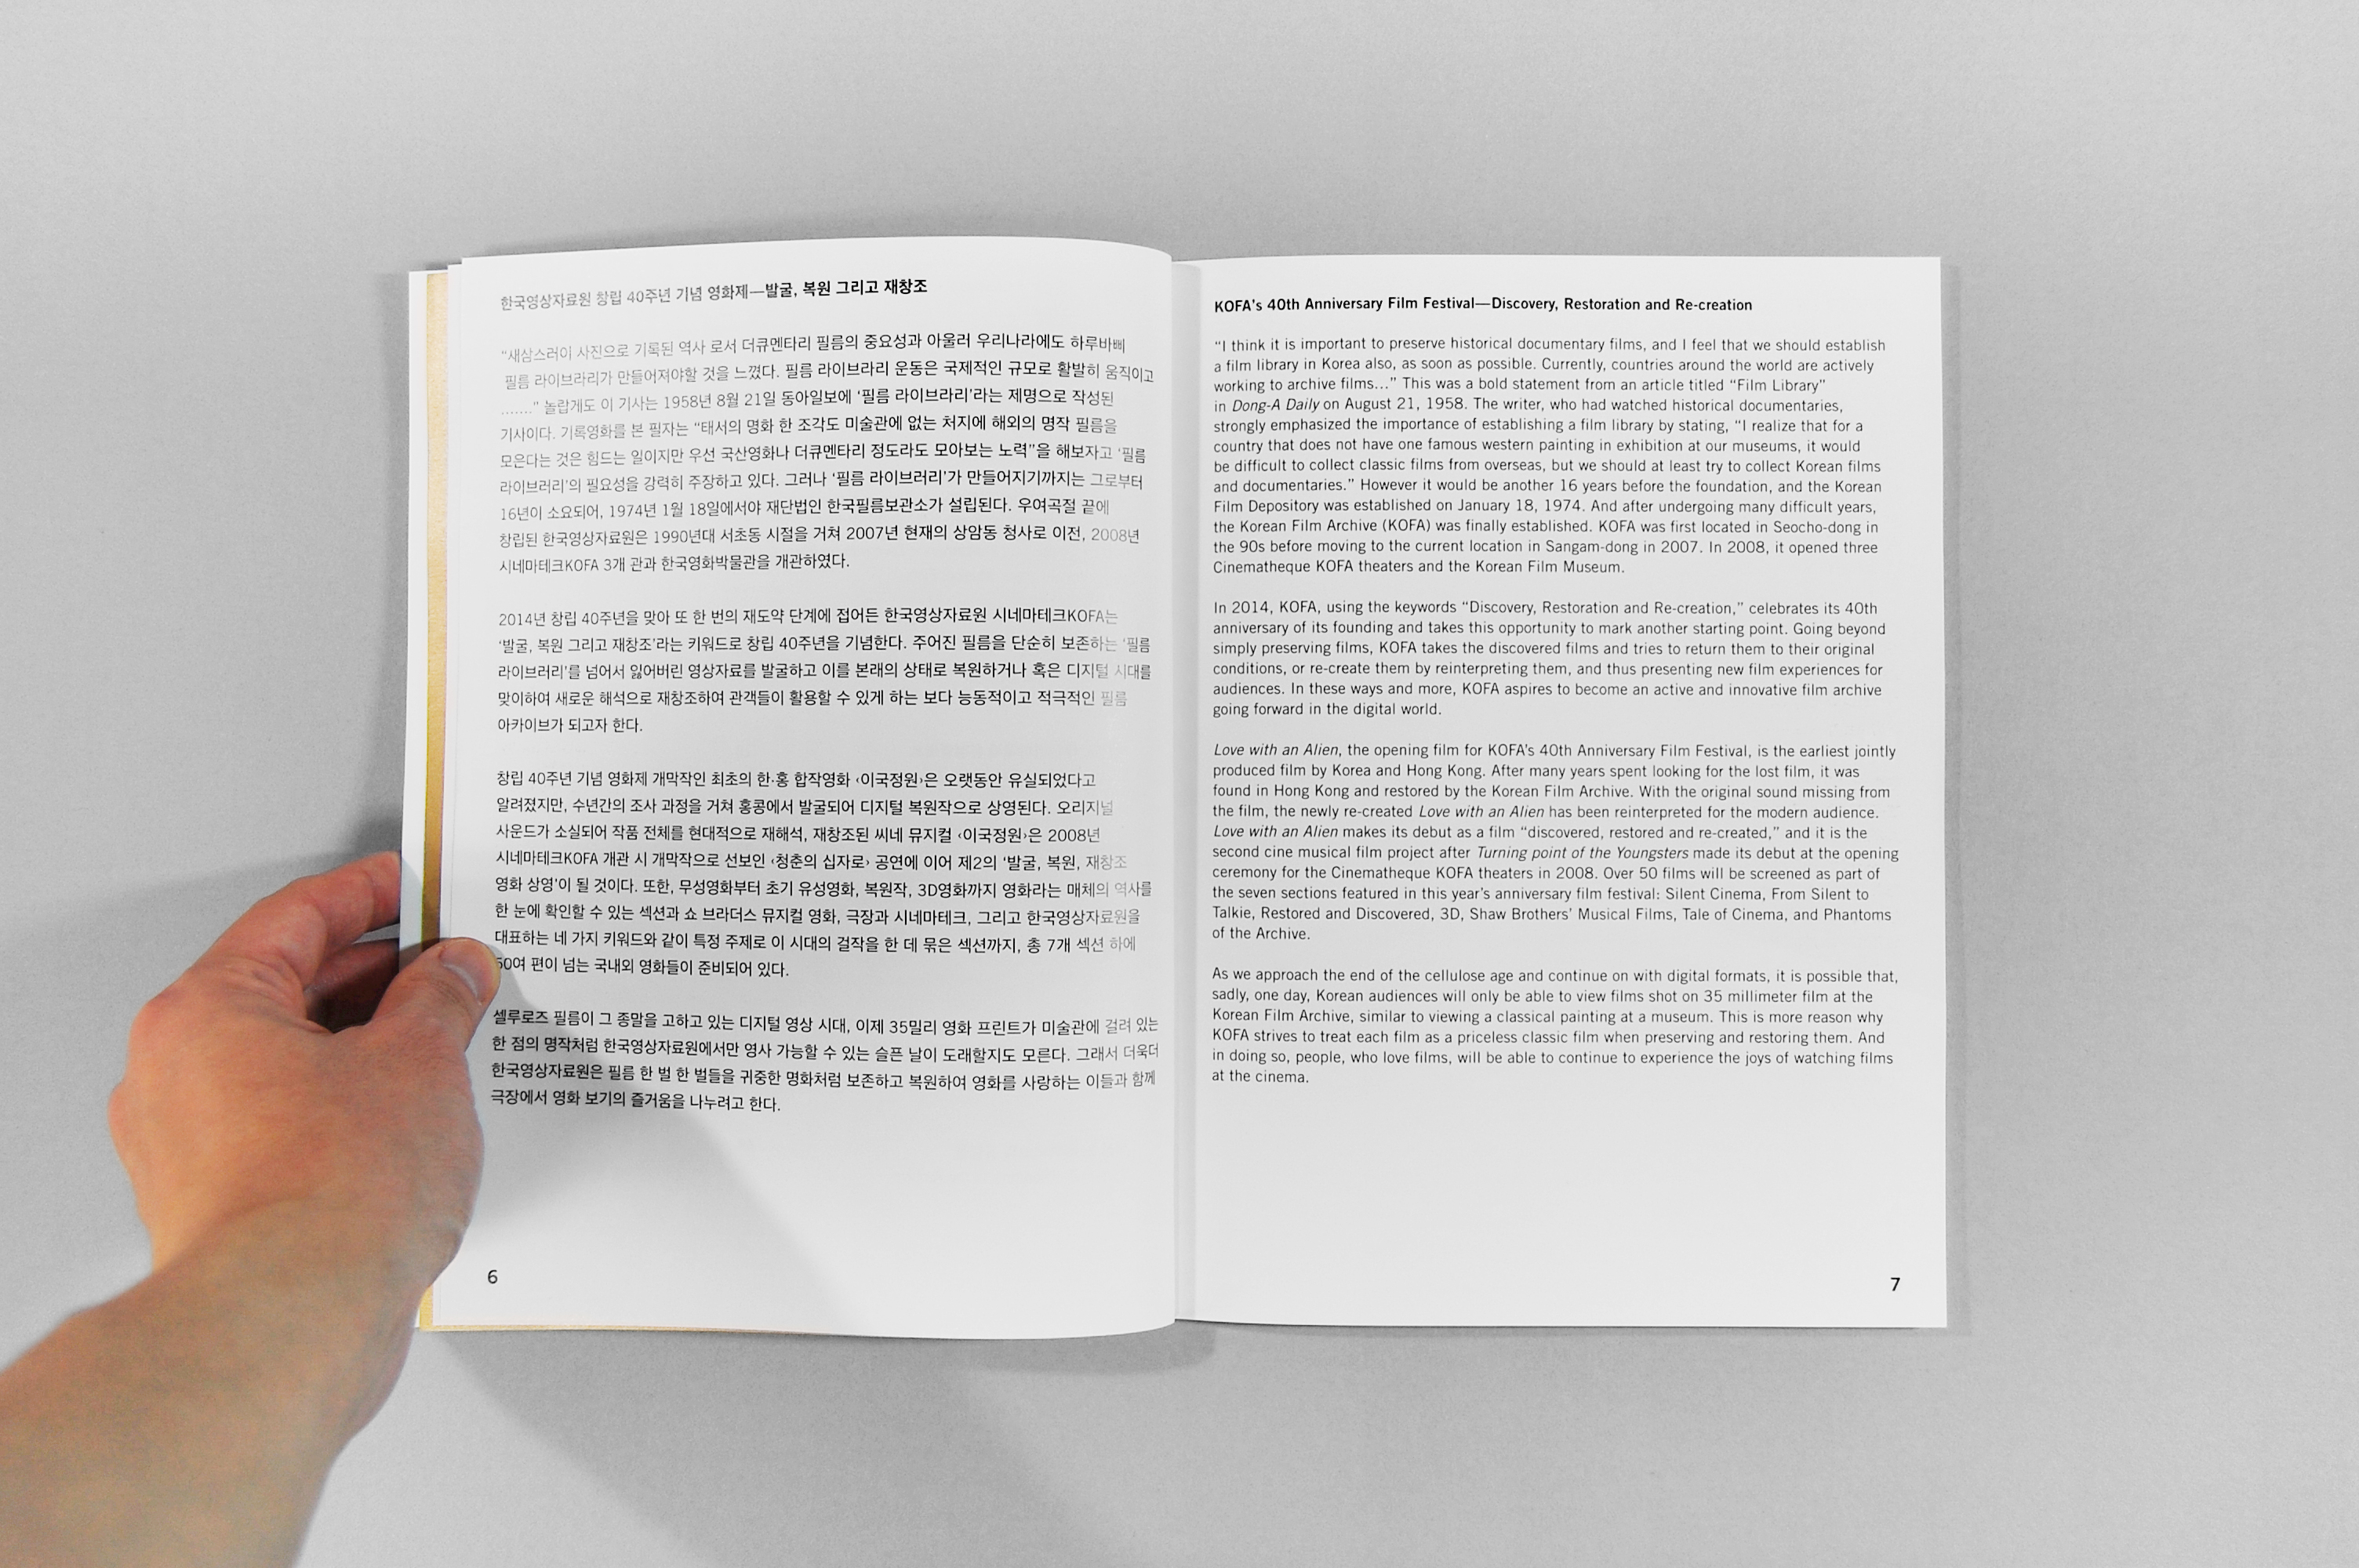 한국영상자료원 창립 40주년 기념 영화제—발굴, 복원 그리고 재창조
“새삼스러이 사진으로 기록된 역사 로서 더큐멘타리 필름의 중요성과 아울러 우리나라에도 하루바삐
필름 라이브라리가 만들어져야할 것을 느꼈다. 필름 라이브라리 운동은 국제적인 규모로 활발히 움직이고
…….” 놀랍게도 이 기사는 1958년 8월 21일 동아일보에 ‘필름 라이브라리’라는 제명으로 작성된
기사이다. 기록영화를 본 필자는 “태서의 명화 한 조각도 미술관에 없는 처지에 해외의 명작 필름을
모은다는 것은 힘드는 일이지만 우선 국산영화나 더큐멘타리 정도라도 모아보는 노력”을 해보자고 ‘필름
라이브러리’의 필요성을 강력히 주장하고 있다. 그러나 ‘필름 라이브러리’가 만들어지기까지는 그로부터
16년이 소요되어, 1974년 1월 18일에서야 재단법인 한국필름보관소가 설립된다. 우여곡절 끝에
창립된 한국영상자료원은 1990년대 서초동 시절을 거쳐 2007년 현재의 상암동 청사로 이전, 2008년
시네마테크KOFA 3개 관과 한국영화박물관을 개관하였다.
2014년 창립 40주년을 맞아 또 한 번의 재도약 단계에 접어든 한국영상자료원 시네마테크KOFA는
‘발굴, 복원 그리고 재창조’라는 키워드로 창립 40주년을 기념한다. 주어진 필름을 단순히 보존하는 ‘필름
라이브러리’를 넘어서 잃어버린 영상자료를 발굴하고 이를 본래의 상태로 복원하거나 혹은 디지털 시대를
맞이하여 새로운 해석으로 재창조하여 관객들이 활용할 수 있게 하는 보다 능동적이고 적극적인 필름
아카이브가 되고자 한다.
창립 40주년 기념 영화제 개막작인 최초의 한·홍 합작영화 ‹이국정원›은 오랫동안 유실되었다고
알려졌지만, 수년간의 조사 과정을 거쳐 홍콩에서 발굴되어 디지털 복원작으로 상영된다. 오리지널
사운드가 소실되어 작품 전체를 현대적으로 재해석, 재창조된 씨네 뮤지컬 ‹이국정원›은 2008년
시네마테크KOFA 개관 시 개막작으로 선보인 ‹청춘의 십자로› 공연에 이어 제2의 ‘발굴, 복원, 재창조
영화 상영’이 될 것이다. 또한, 무성영화부터 초기 유성영화, 복원작, 3D영화까지 영화라는 매체의 역사를
한 눈에 확인할 수 있는 섹션과 쇼 브라더스 뮤지컬 영화, 극장과 시네마테크, 그리고 한국영상자료원을
대표하는 네 가지 키워드와 같이 특정 주제로 이 시대의 걸작을 한 데 묶은 섹션까지, 총 7개 섹션 하에
50여 편이 넘는 국내외 영화들이 준비되어 있다.
셀루로즈 필름이 그 종말을 고하고 있는 디지털 영상 시대, 이제 35밀리 영화 프린트가 미술관에 걸려 있는
한 점의 명작처럼 한국영상자료원에서만 영사 가능할 수 있는 슬픈 날이 도래할지도 모른다. 그래서 더욱더
한국영상자료원은 필름 한 벌 한 벌들을 귀중한 명화처럼 보존하고 복원하여 영화를 사랑하는 이들과 함께
극장에서 영화 보기의 즐거움을 나누려고 한다.
6
KOFA’s 40th Anniversary Film Festival—Discovery, Restoration and Re-creation
“I think it is important to preserve historical documentary films, and I feel that we should establish
a film library in Korea also, as soon as possible. Currently, countries around the world are actively
working to archive films...” This was a bold statement from an article titled “Film Library”
in Dong-A Daily on August 21, 1958. The writer, who had watched historical documentaries,
strongly emphasized the importance of establishing a film library by stating, “I realize that for a
country that does not have one famous western painting in exhibition at our museums, it would
be difficult to collect classic films from overseas, but we should at least try to collect Korean films
and documentaries.” However it would be another 16 years before the foundation, and the Korean
Film Depository was established on January 18, 1974. And after undergoing many difficult years,
the Korean Film Archive (KOFA) was finally established. KOFA was first located in Seocho-dong in
the 90s before moving to the current location in Sangam-dong in 2007. In 2008, it opened three
Cinematheque KOFA theaters and the Korean Film Museum.
In 2014, KOFA, using the keywords “Discovery, Restoration and Re-creation,” celebrates its 40th
anniversary of its founding and takes this opportunity to mark another starting point. Going beyond
simply preserving films, KOFA takes the discovered films and tries to return them to their original
conditions, or re-create them by reinterpreting them, and thus presenting new film experiences for
audiences. In these ways and more, KOFA aspires to become an active and innovative film archive
going forward in the digital world.
Love with an Alien, the opening film for KOFA’s 40th Anniversary Film Festival, is the earliest jointly
produced film by Korea and Hong Kong. After many years spent looking for the lost film, it was
found in Hong Kong and restored by the Korean Film Archive. With the original sound missing from
the film, the newly re-created Love with an Alien has been reinterpreted for the modern audience.
Love with an Alien makes its debut as a film “discovered, restored and re-created,” and it is the
second cine musical film project after Turning point of the Youngsters made its debut at the opening
ceremony for the Cinematheque KOFA theaters in 2008. Over 50 films will be screened as part of
the seven sections featured in this year’s anniversary film festival: Silent Cinema, From Silent to
Talkie, Restored and Discovered, 3D, Shaw Brothers’ Musical Films, Tale of Cinema, and Phantoms
of the Archive.
As we approach the end of the cellulose age and continue on with digital formats, it is possible that,
sadly, one day, Korean audiences will only be able to view films shot on 35 millimeter film at the
Korean Film Archive, similar to viewing a classical painting at a museum. This is more reason why
KOFA strives to treat each film as a priceless classic film when preserving and restoring them. And
in doing so, people, who love films, will be able to continue to experience the joys of watching films
at the cinema.
7